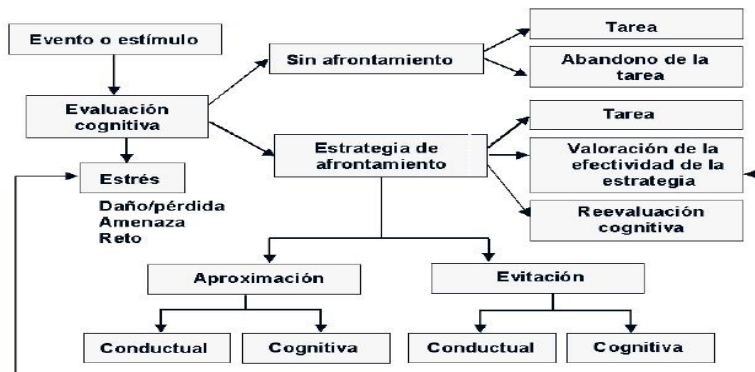 Evento o estímulo
Sin afrontamiento
Tarea
Abandono de la
tarea
Evaluación
cognitiva
Estrategia de
afrontamiento
Tarea
Valoración de la
efectividad de la
estrategia
Reevaluación
cognitiva
Estrés
Daño/pérdida
Amenaza
Reto
Aproximación
Evitación
Conductual
Cognitiva
Conductual
Cognitiva